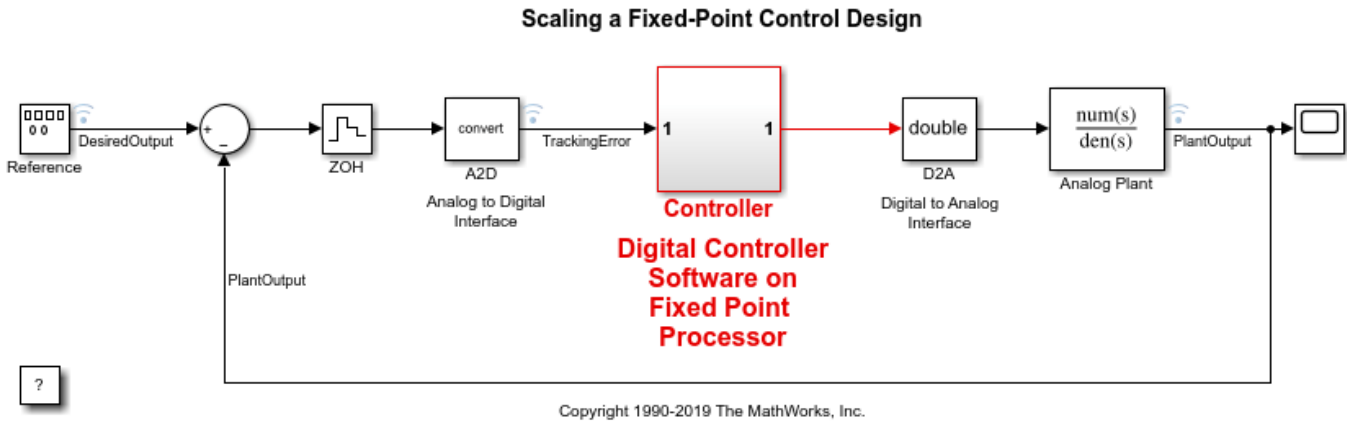 Scaling a Fixed-Point Control Design
DesiredOutput
Reference
+
−
ZOH
convert
A2D
Analog to Digital
Interface
TrackingError
1
1
Controller
Digital Controller
Software on
Fixed Point
Processor
double
D2A
Digital to Analog
Interface
num(s)
den(s)
Analog Plant
PlantOutput
PlantOutput
?
Copyright 1990-2019 The MathWorks, Inc.